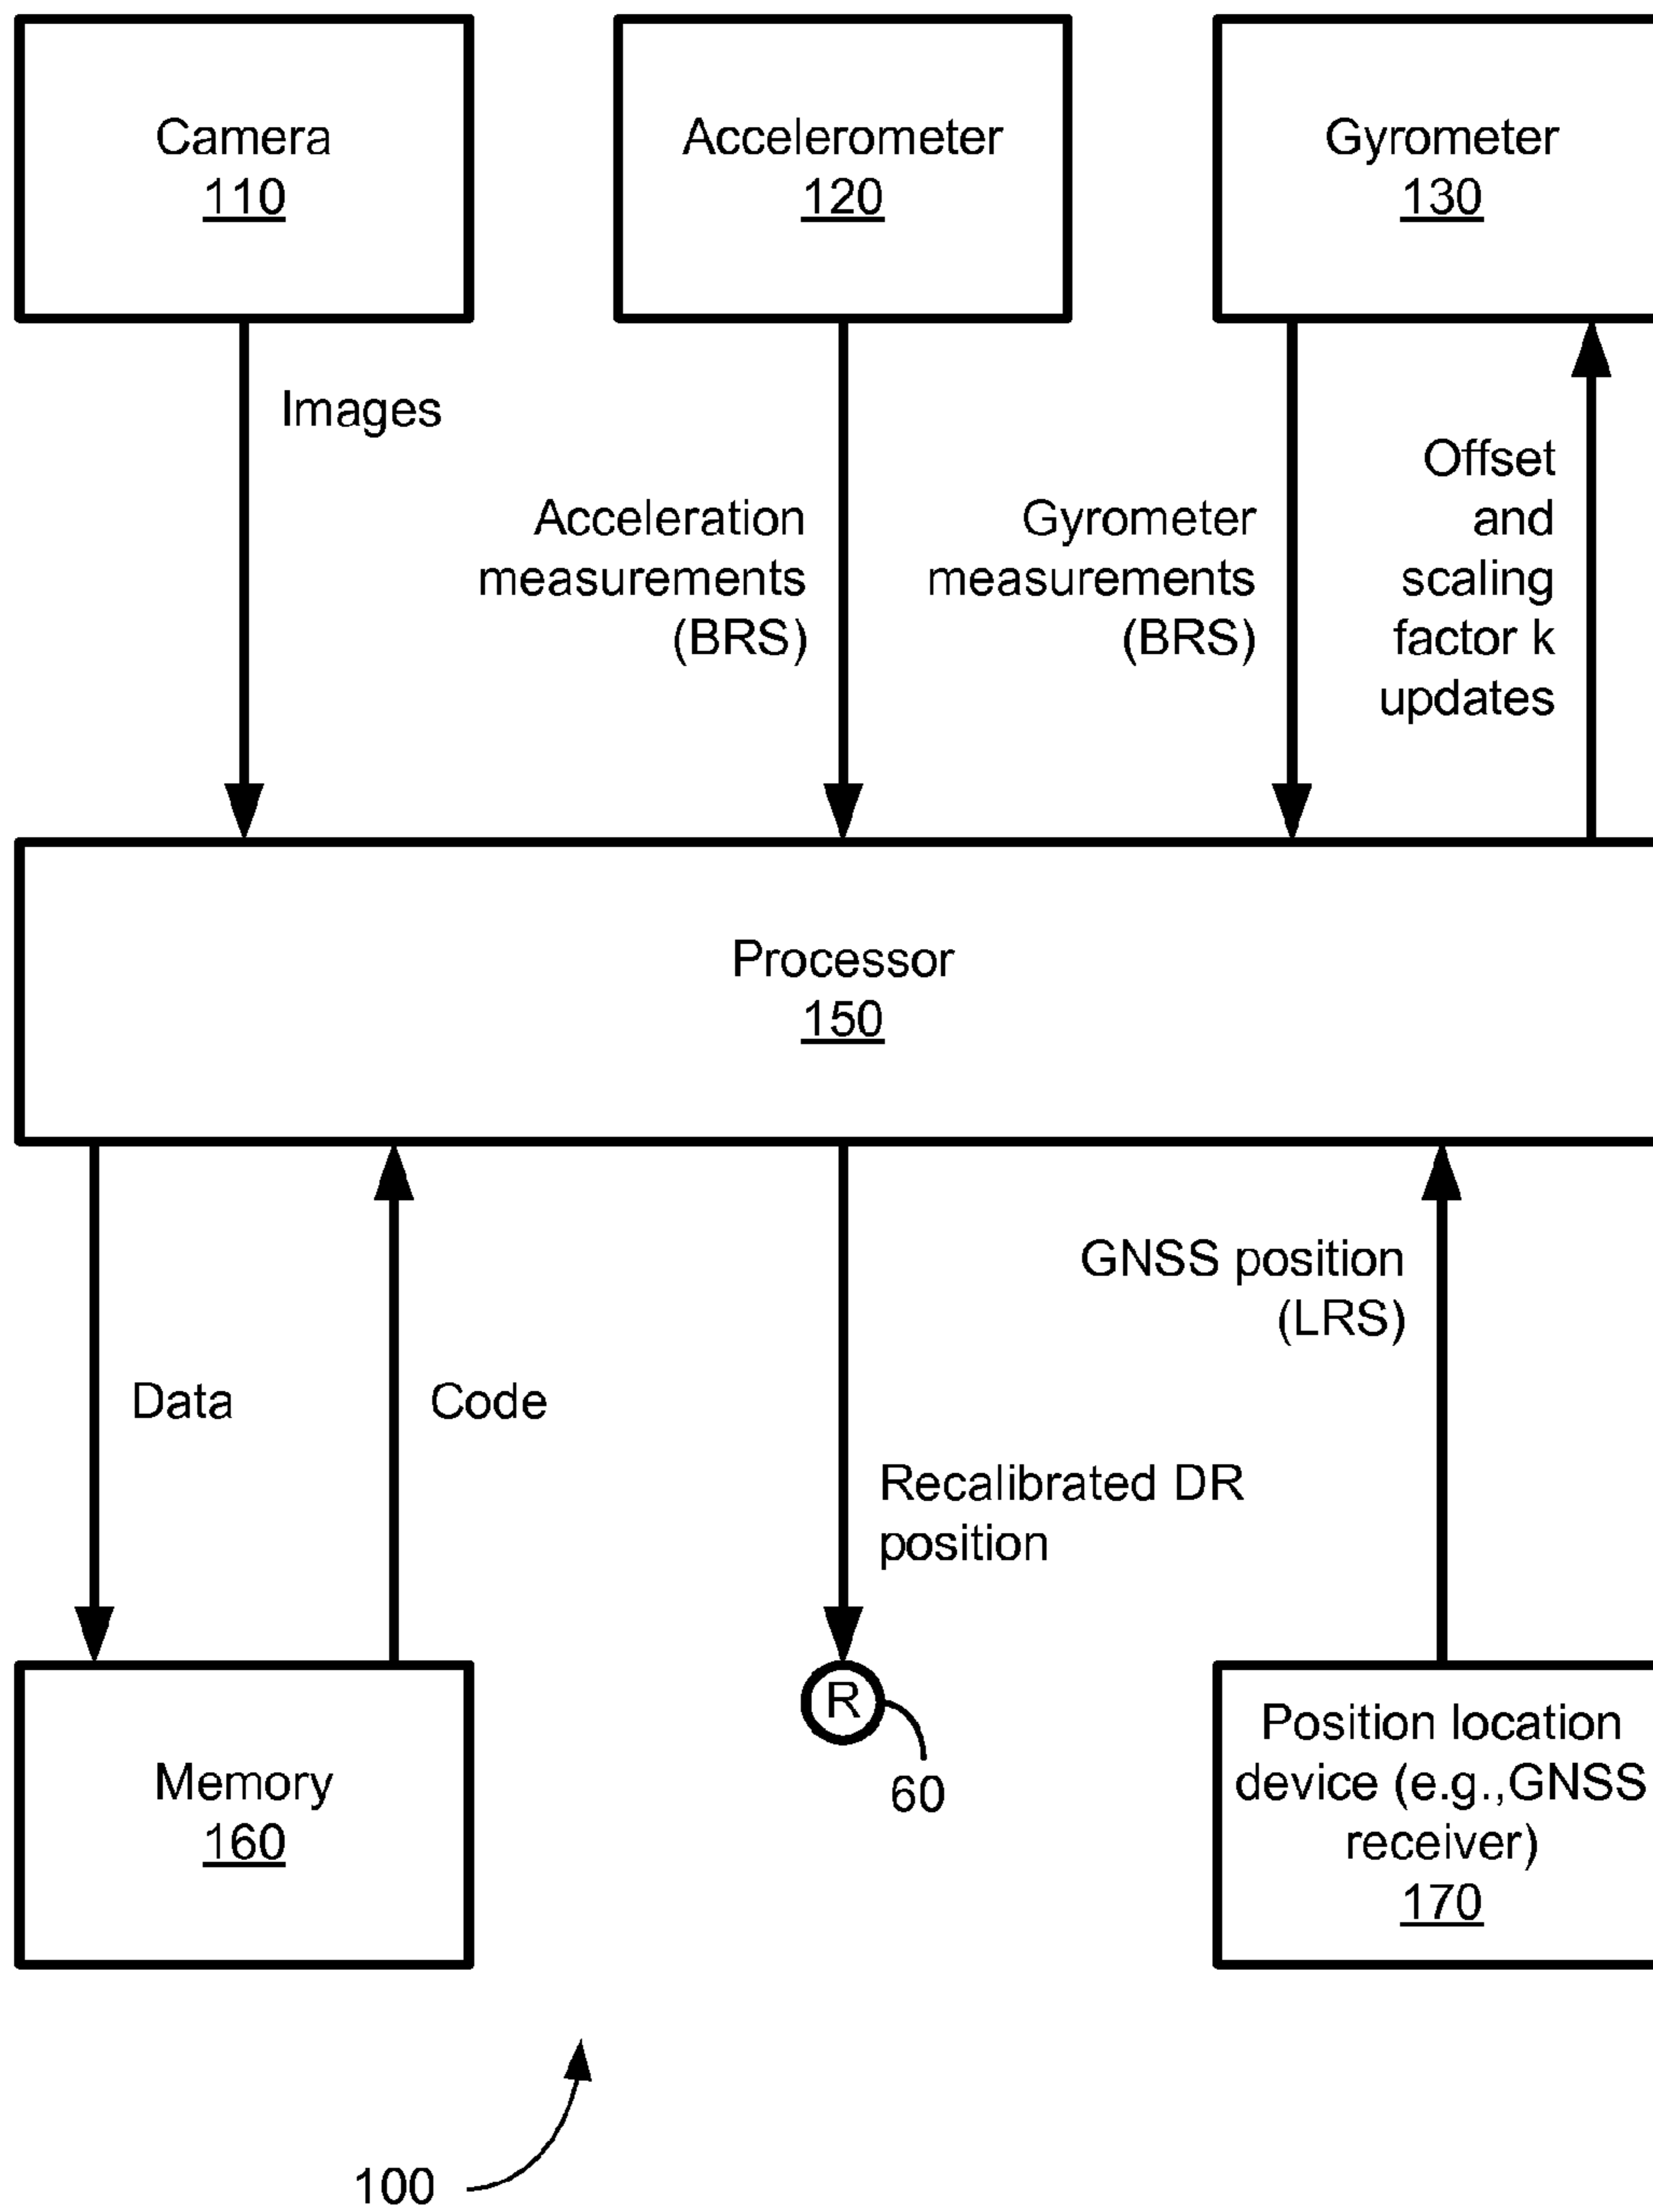 Camera
110
Accelerometer
120
Gyrometer
130
Images
Acceleration
measurements
(BRS)
Gyrometer
measurements
(BRS)
Offset
and
scaling
factor k
updates
Processor
150
Data
Code
Recalibrated DR
position
GNSS position
(LRS)
Memory
160
R
60
Position location
device (e.g.,GNSS
receiver)
170
100